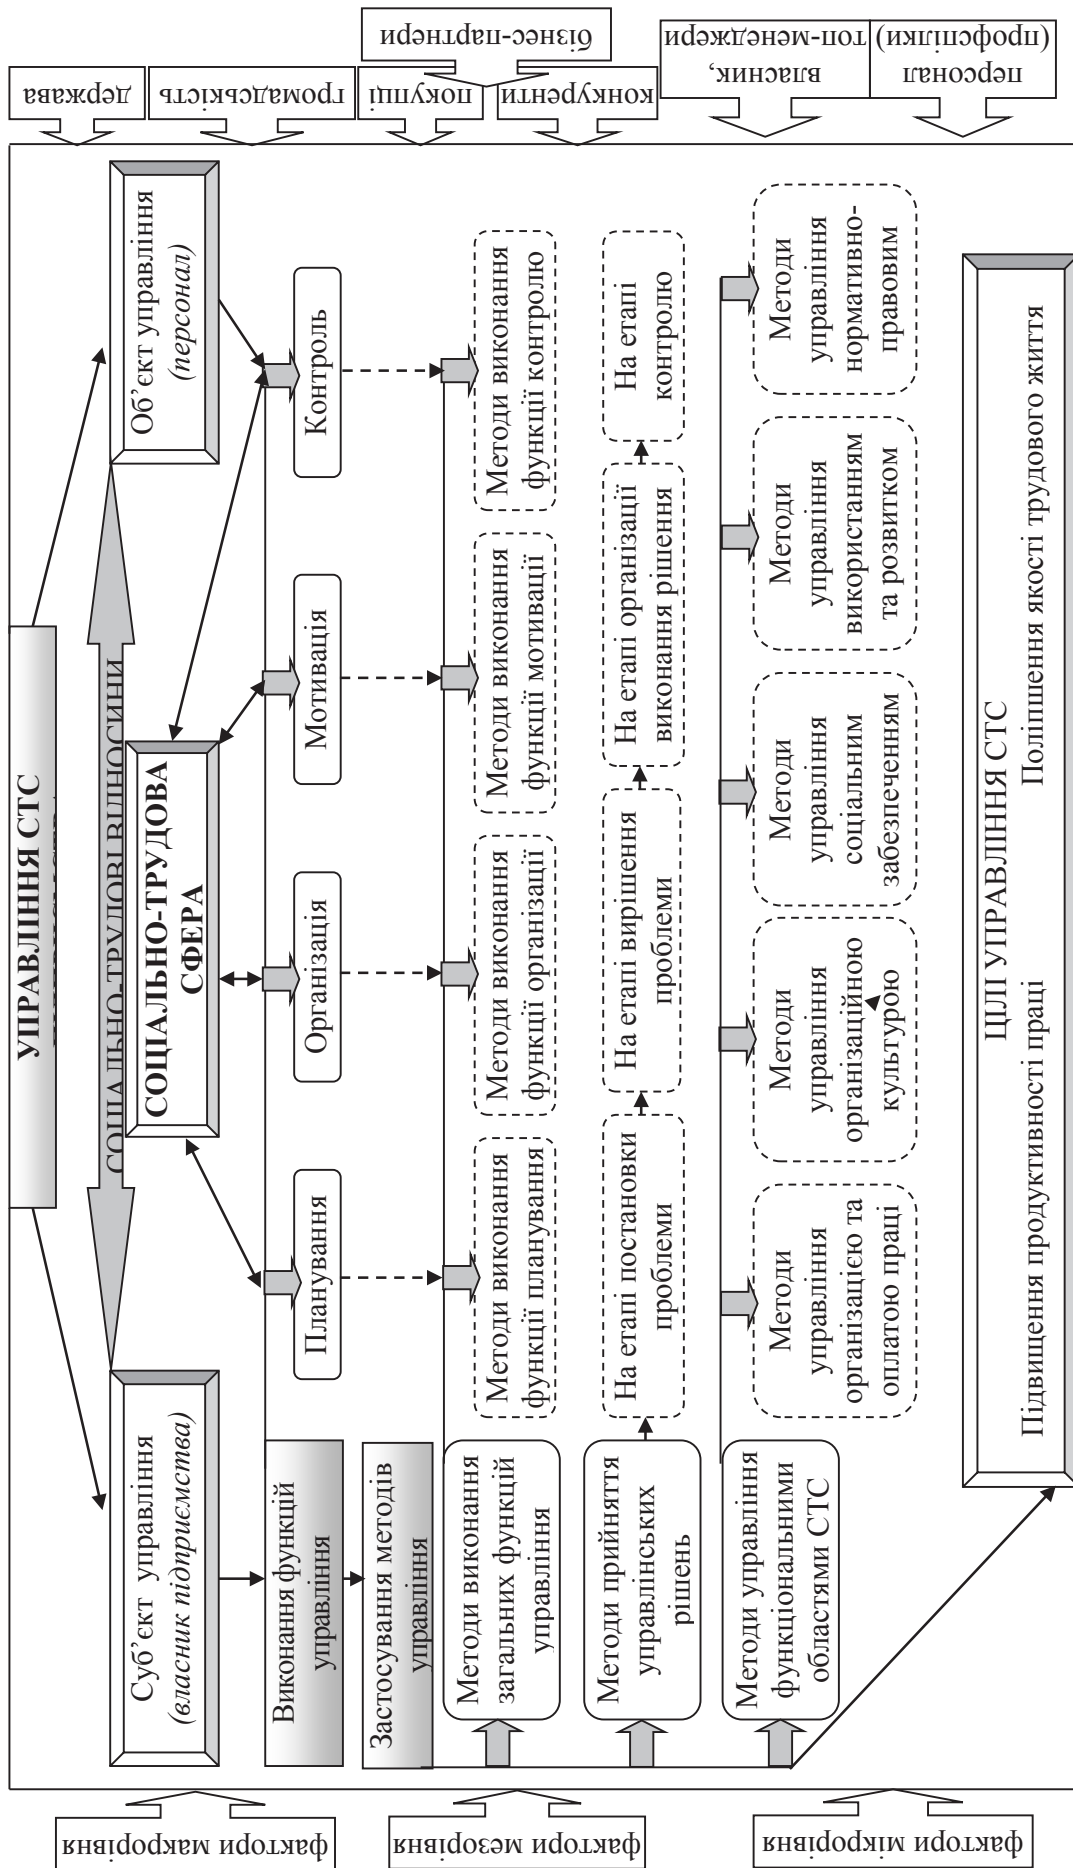 УПРАВЛІННЯ СТС
СОЦІАЛЬНО-ТРУДОВІ ВІДНОСИНИ
Суб’єкт управління
(власник підприємства)
СОЦІАЛЬНО-ТРУДОВА
СФЕРА
Об’єкт управління
(персонал)
Виконання функцій
управління
Планування
Організація
Мотивація
Контроль
Застосування методів
управління
Методи виконання
загальних функцій
управління
Методи виконання
функції планування
Методи виконання
функції організації
Методи виконання
функції мотивації
Методи виконання
функції контролю
Методи прийняття
управлінських
рішень
На етапі постановки
проблеми
На етапі вирішення
проблеми
На етапі організації
виконання рішення
На етапі
контролю
Методи управління
функціональними
областями СТС
Методи
управління
організацією та
оплатою праці
Методи
управління
організаційною
культурою
Методи
управління
соціальним
забезпеченням
Методи
управління
використанням
та розвитком
Методи
управління
нормативно-
правовим
ЦІЛІ УПРАВЛІННЯ СТС
Підвищення продуктивності праці
Поліпшення якості трудового життя
фактори макрорівня
фактори мезорівня
фактори мікрорівня
держава
громадськість
покупці
бізнес-партнери
конкуренти
власник,
топ-менеджери
персонал
(профспілки)